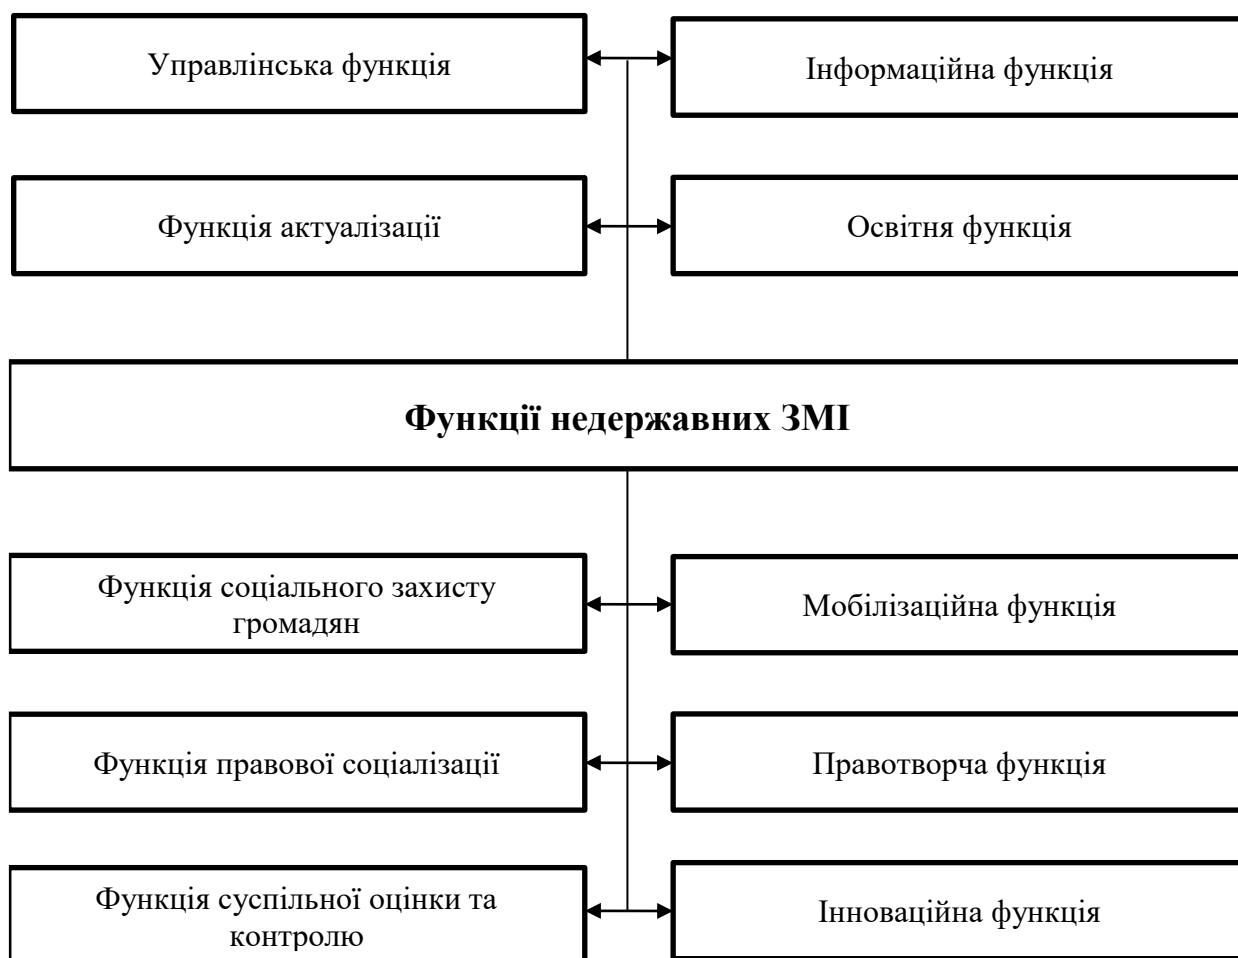 Управлінська функція
Інформаційна функція
Функція актуалізації
Освітня функція
Функції недержавних ЗМІ
Функція соціального захисту
громадян
Мобілізаційна функція
Функція правової соціалізації
Правотворча функція
Функція суспільної оцінки та
контролю
Інноваційна функція